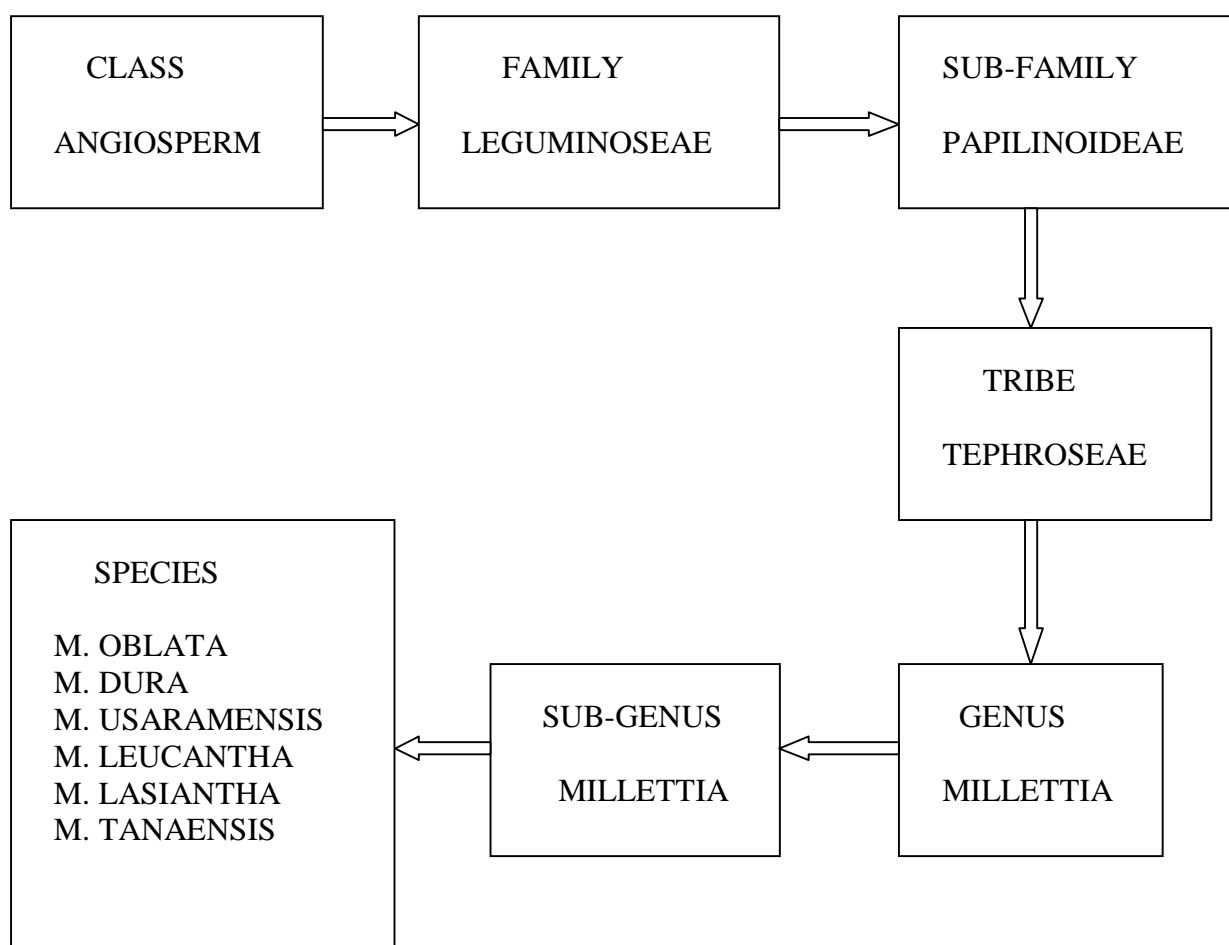 CLASS
ANGIOSPERM
FAMILY
LEGUMINOSEAE
SUB-FAMILY
PAPILINOIDEAE
TRIBE
TEPHROSEAE
GENUS
MILLETTIA
SUB-GENUS
MILLETTIA
SPECIES
M. OBLATA
M. DURA
M. USARAMENSIS
M. LEUCANTHA
M. LASIANTHA
M. TANAENSIS